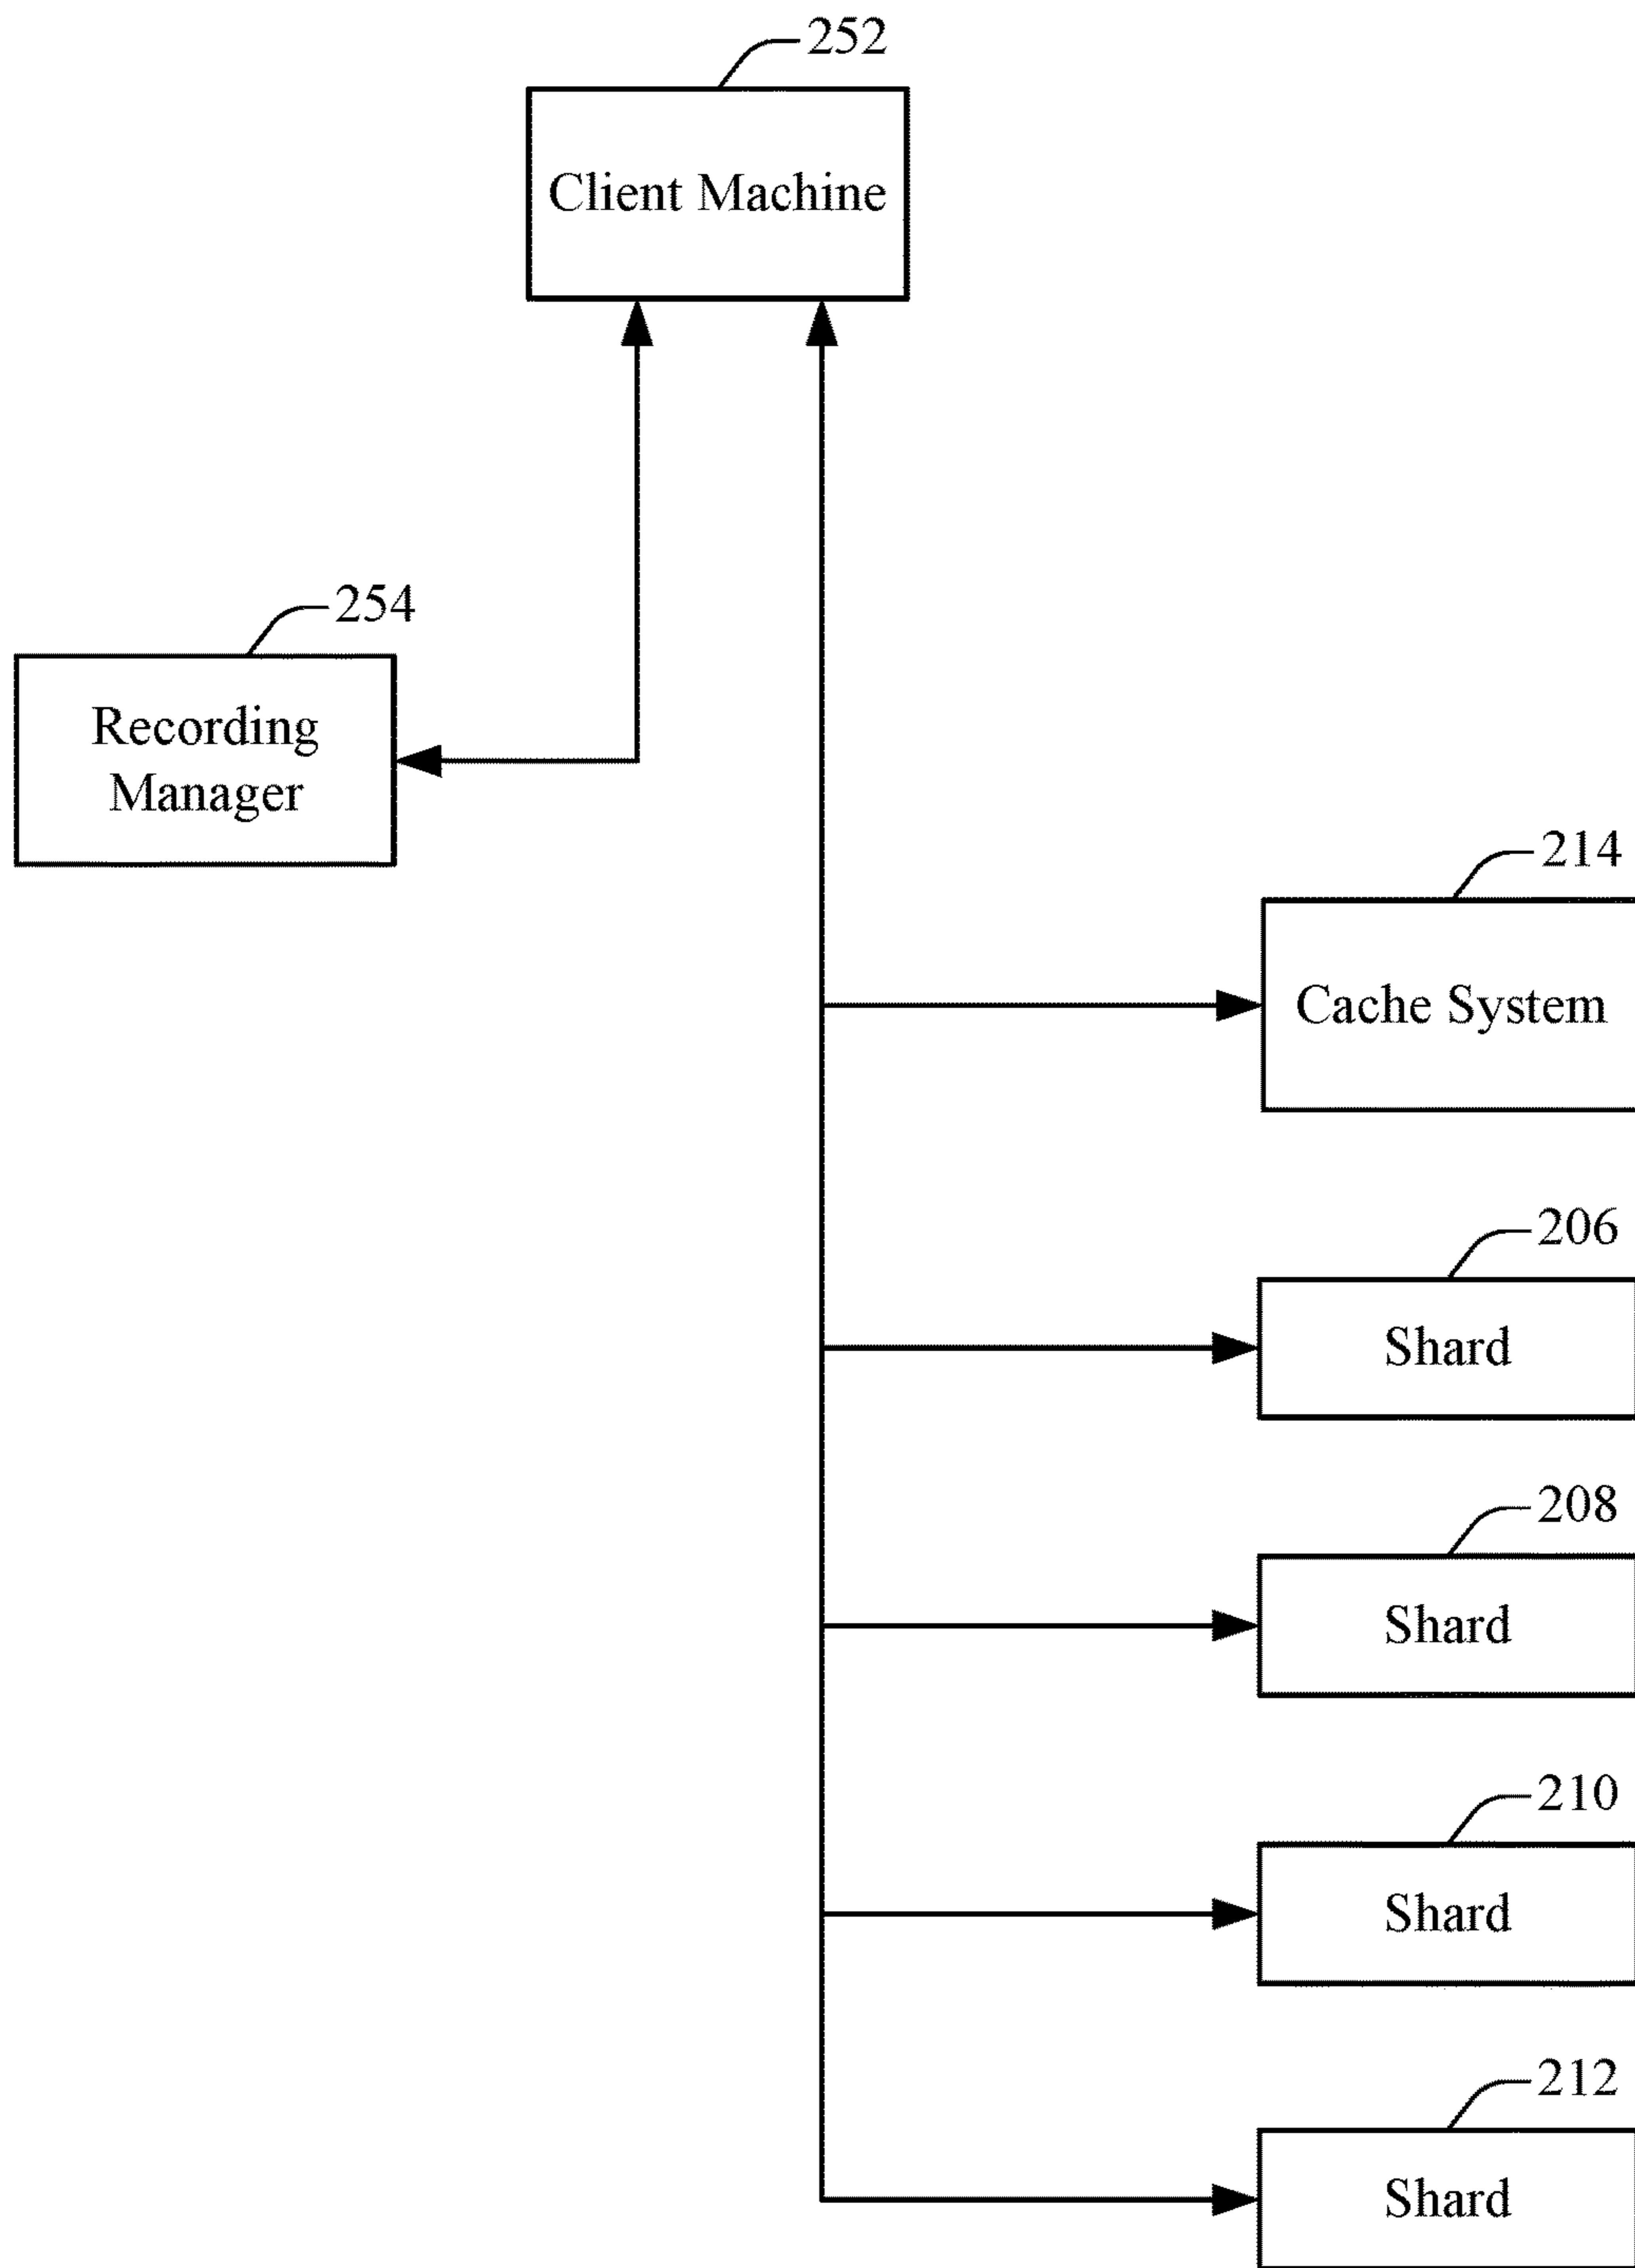 252
Client Machine
254
Recording
Manager
214
Cache System
206
Shard
208
Shard
210
Shard
212
Shard